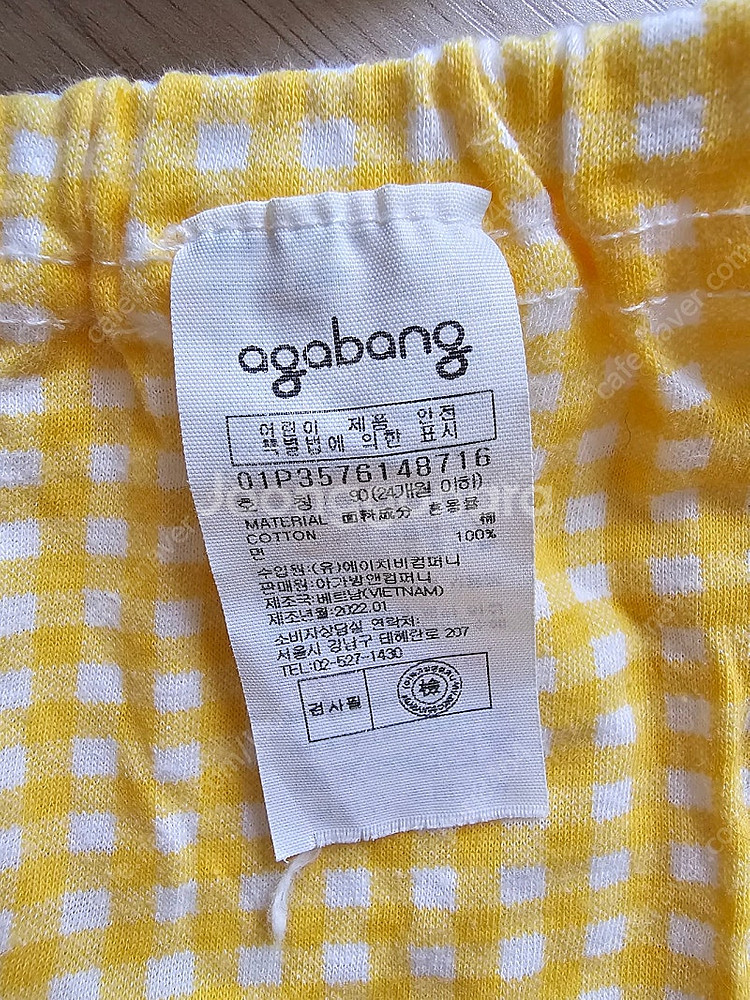 agabang
어린이 제품 안전
특별법에 의한 표시
01P3576148716
호 칭 90(24개월 이하)
MATERIAL 面料成分 혼용율
COTTON 棉
면 100%
수입원:(유)에이치비컴퍼니
판매원:아가방앤컴퍼니
제조국:베트남(VIETNAM)
제조년월:2022.01
소비자상담실 연락처:
서울시 강남구 테헤란로 207
TEL:02-527-1430
검사필 檢